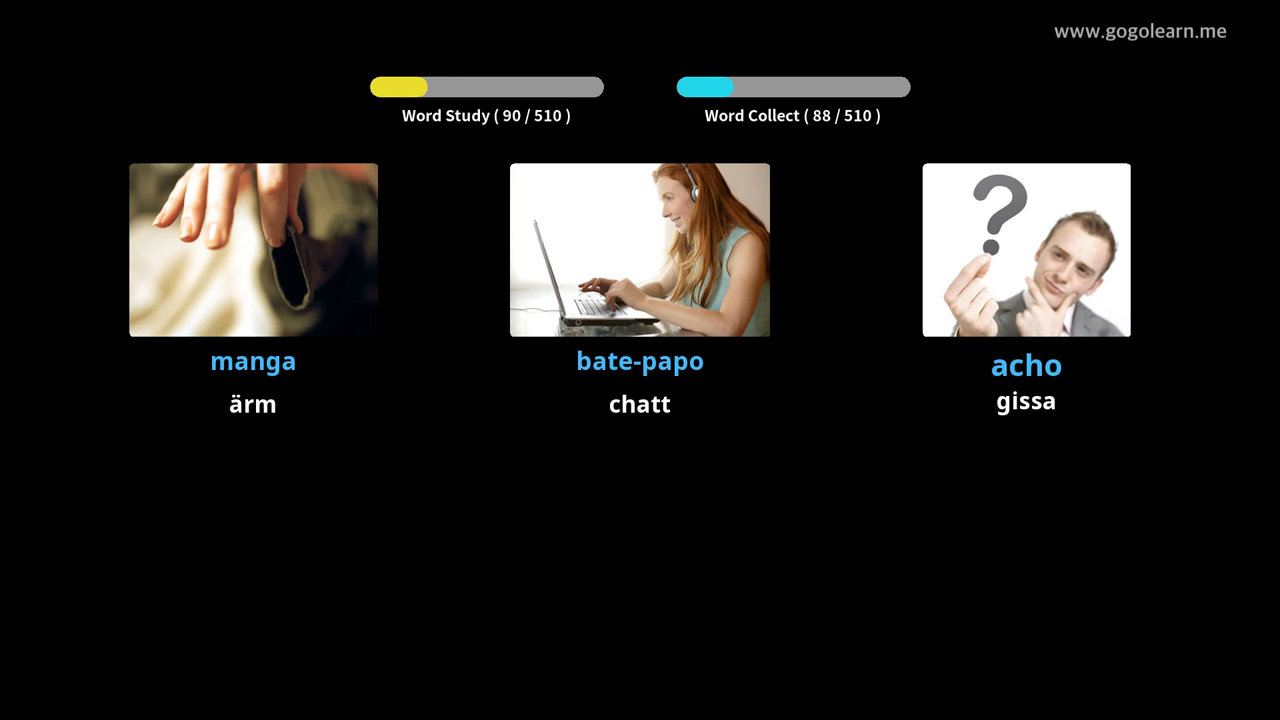 www.gogolearn.me
Word Study ( 90 / 510 )
Word Collect ( 88 / 510 )
manga
bate-papo
acho
ärm
chatt
gissa